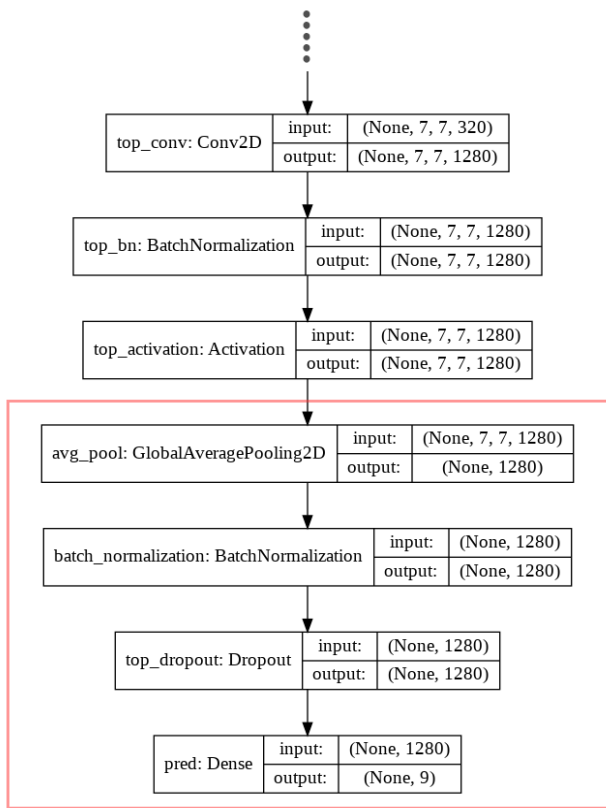 top_conv: Conv2D
input: (None, 7, 7, 320)
output: (None, 7, 7, 1280)
top_bn: BatchNormalization
input: (None, 7, 7, 1280)
output: (None, 7, 7, 1280)
top_activation: Activation
input: (None, 7, 7, 1280)
output: (None, 7, 7, 1280)
avg_pool: GlobalAveragePooling2D
input: (None, 7, 7, 1280)
output: (None, 1280)
batch_normalization: BatchNormalization
input: (None, 1280)
output: (None, 1280)
top_dropout: Dropout
input: (None, 1280)
output: (None, 1280)
pred: Dense
input: (None, 1280)
output: (None, 9)